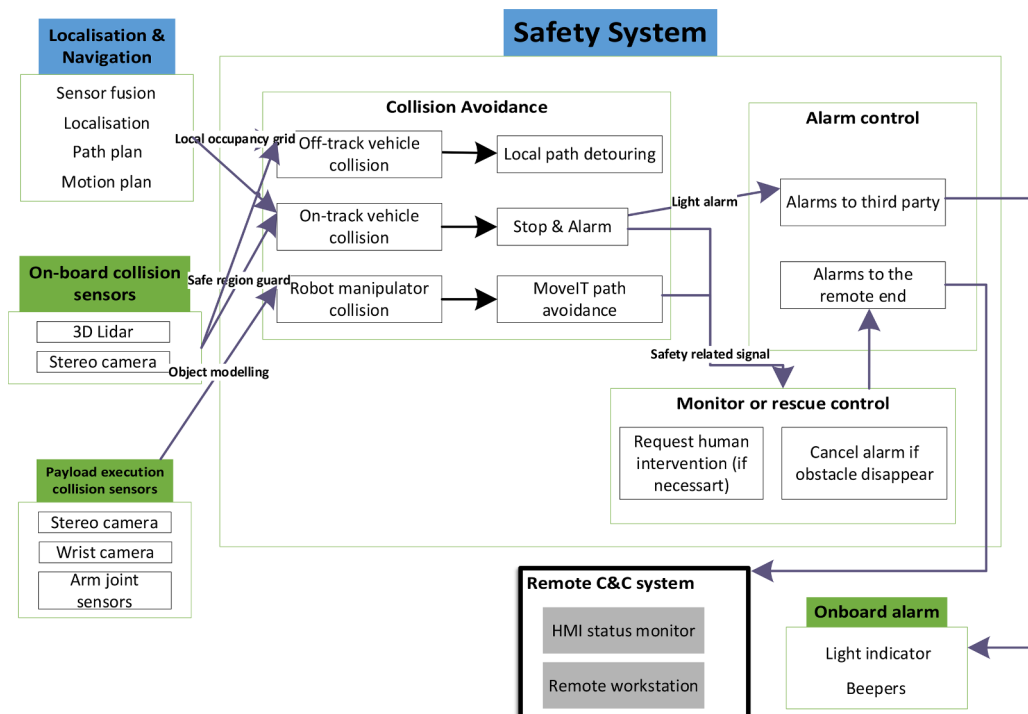 Localisation &
Navigation
Sensor fusion
Localisation
Path plan
Motion plan
Safety System
Collision Avoidance
Local occupancy grid
Off-track vehicle
collision
Local path detouring
On-track vehicle
collision
Stop & Alarm
Light alarm
Safe region guard
Robot manipulator
collision
MoveIT path
avoidance
Object modelling
Safety related signal
Alarm control
Alarms to third party
Alarms to the
remote end
Monitor or rescue control
Request human
intervention (if
necessart)
Cancel alarm if
obstacle disappear
On-board collision
sensors
3D Lidar
Stereo camera
Payload execution
collision sensors
Stereo camera
Wrist camera
Arm joint
sensors
Remote C&C system
HMI status monitor
Remote workstation
Onboard alarm
Light indicator
Beepers